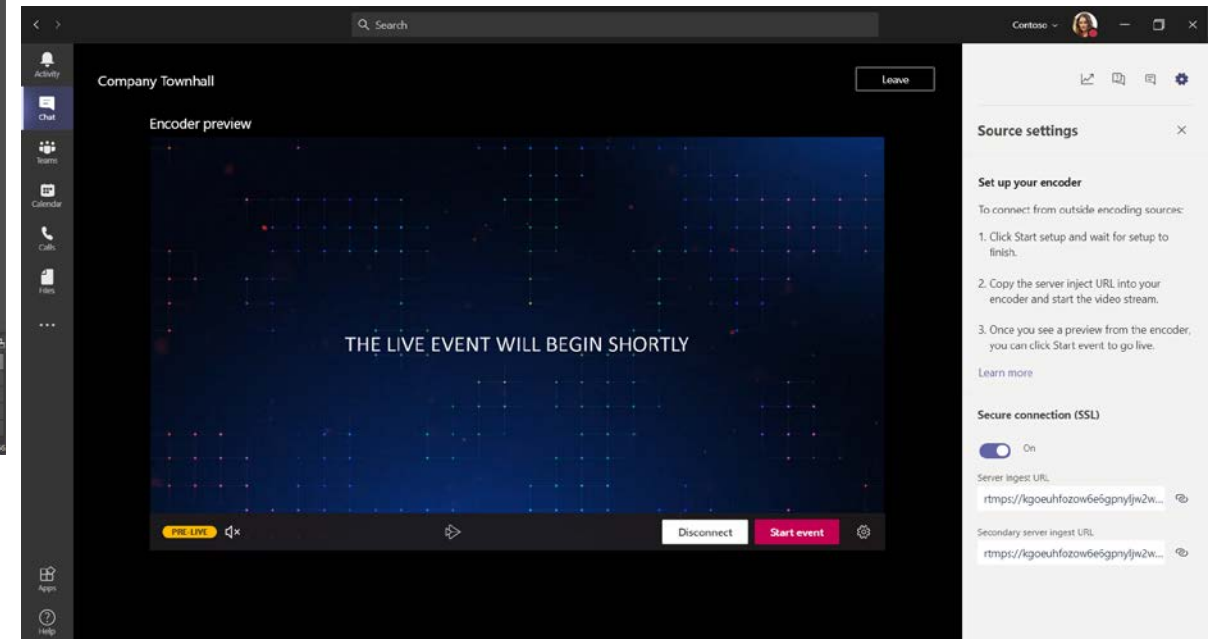 Search
Contoso
Activity
Chat
Teams
Calendar
Calls
Files
Apps
Help
Company Townhall
Leave
Encoder preview
THE LIVE EVENT WILL BEGIN SHORTLY
PRE-LIVE
Disconnect
Start event
Source settings
Set up your encoder
To connect from outside encoding sources:
1. Click Start setup and wait for setup to
finish.
2. Copy the server inject URL into your
encoder and start the video stream.
3. Once you see a preview from the encoder,
you can click Start event to go live.
Learn more
Secure connection (SSL)
On
Server ingest URL
rtmps://kgoeuhfozow6e6gpnyljw2w...
Secondary server ingest URL
rtmps://kgoeuhfozow6e6gpnyljw2w...